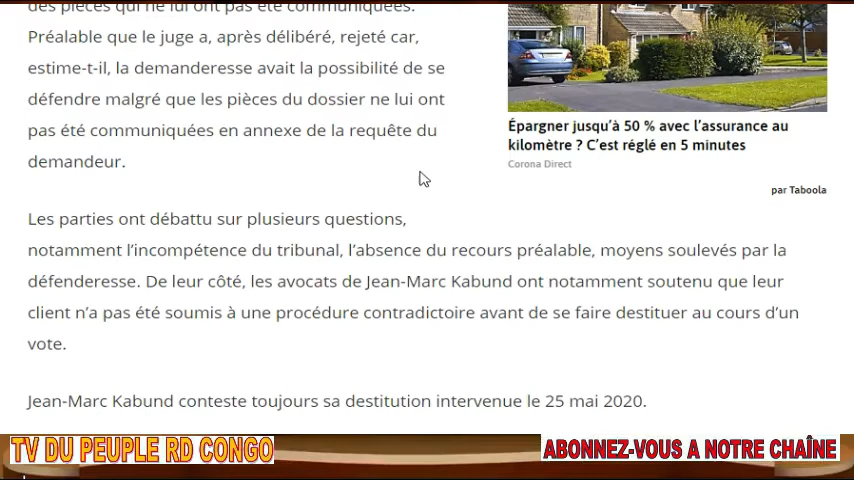 des pièces qui ne lui ont pas été communiquées.
Préalable que le juge a, après délibéré, rejeté car,
estime-t-il, la demanderesse avait la possibilité de se
défendre malgré que les pièces du dossier ne lui ont
pas été communiquées en annexe de la requête du
demandeur.
Épargner jusqu'à 50 % avec l'assurance au
kilomètre ? C'est réglé en 5 minutes
Corona Direct
par Taboola
Les parties ont débattu sur plusieurs questions,
notamment l'incompétence du tribunal, l'absence du recours préalable, moyens soulevés par la
défenderesse. De leur côté, les avocats de Jean-Marc Kabund ont notamment soutenu que leur
client n'a pas été soumis à une procédure contradictoire avant de se faire destituer au cours d'un
vote.
Jean-Marc Kabund conteste toujours sa destitution intervenue le 25 mai 2020.
TV DU PEUPLE RD CONGO
ABONNEZ-VOUS A NOTRE CHAÎNE